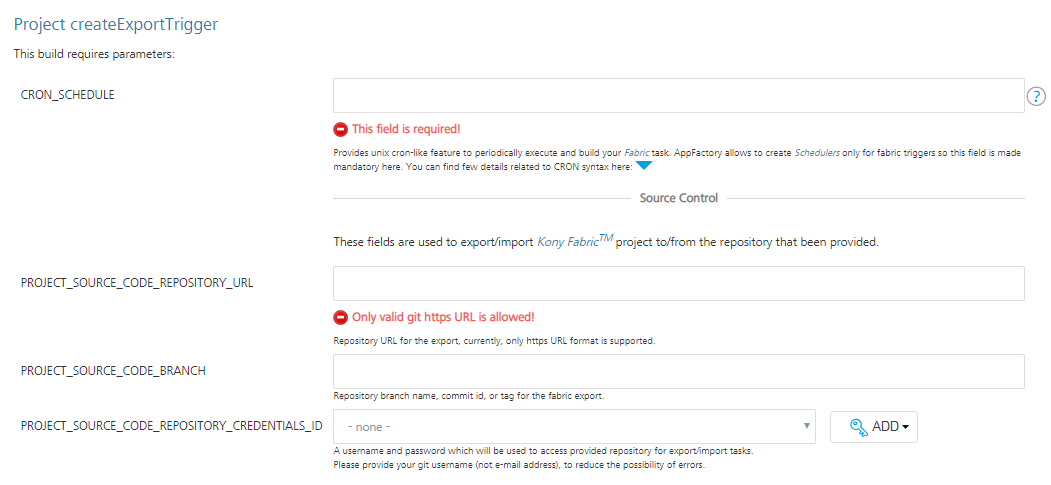 Project createExportTrigger
This build requires parameters:
CRON_SCHEDULE
?
This field is required!
Provides unix cron-like feature to periodically execute and build your Fabric task. AppFactory allows to create Schedulers only for fabric triggers so this field is made
mandatory here. You can find few details related to CRON syntax here:
Source Control
These fields are used to export/import Kony FabricTM project to/from the repository that been provided.
PROJECT_SOURCE_CODE_REPOSITORY_URL
Only valid git https URL is allowed!
Repository URL for the export, currently, only https URL format is supported.
PROJECT_SOURCE_CODE_BRANCH
Repository branch name, commit id, or tag for the fabric export.
PROJECT_SOURCE_CODE_REPOSITORY_CREDENTIALS_ID
- none -
ADD
A username and password which will be used to access provided repository for export/import tasks.
Please provide your git username (not e-mail address), to reduce the possibility of errors.